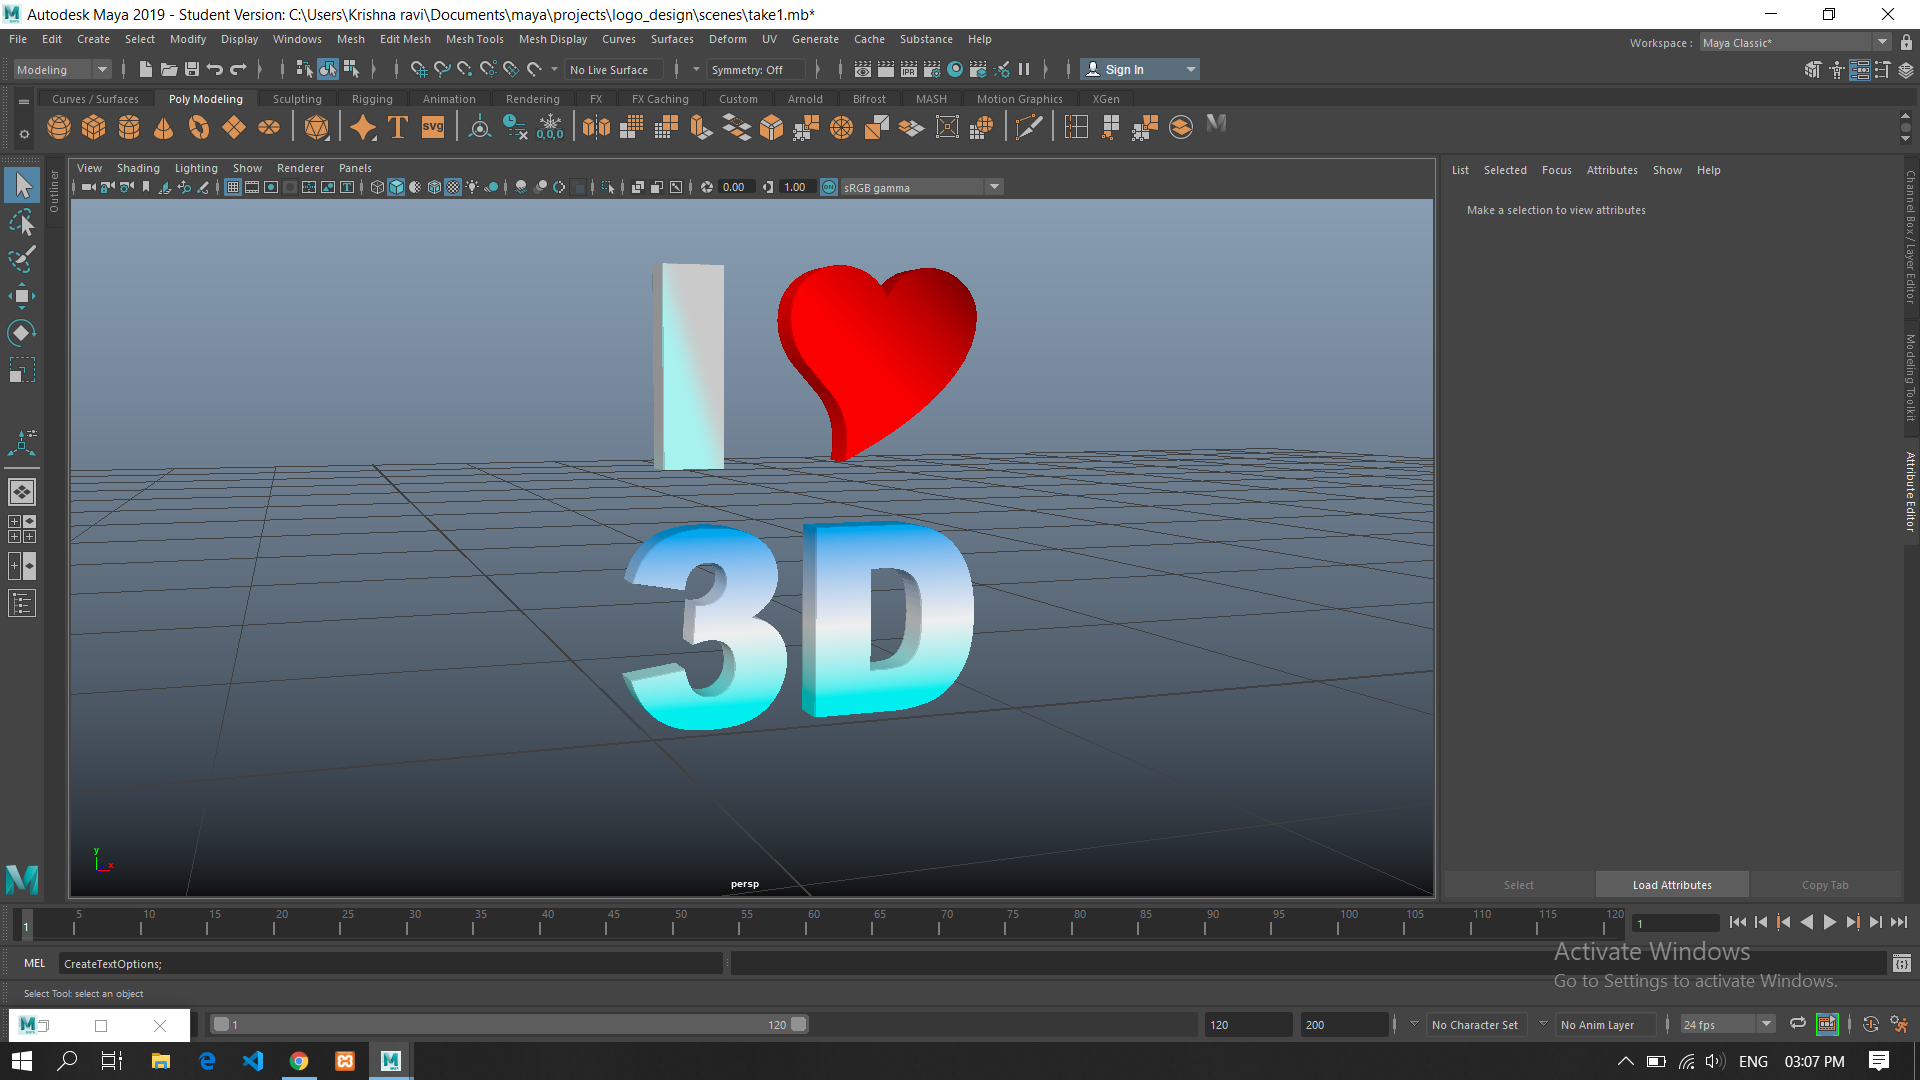 Autodesk Maya 2019 - Student Version: C:\Users\Krishna ravi\Documents\maya\projects\logo_design\scenes\take1.mb*
File Edit Create Select Modify Display Windows Mesh Edit Mesh Mesh Tools Mesh Display Curves Surfaces Deform UV Generate Cache Substance Help
Workspace : Maya Classic*
Modeling No Live Surface Symmetry: Off Sign In
Curves / Surfaces Poly Modeling Sculpting Rigging Animation Rendering FX FX Caching Custom Arnold Bifrost MASH Motion Graphics XGen
T SVG 0,0,0 M
Outliner
View Shading Lighting Show Renderer Panels
0.00 1.00 ON sRGB gamma
List Selected Focus Attributes Show Help
Make a selection to view attributes
Channel Box / Layer Editor
Modeling Toolkit
Attribute Editor
I
3D
y
x
persp
Select Load Attributes Copy Tab
1 5 10 15 20 25 30 35 40 45 50 55 60 65 70 75 80 85 90 95 100 105 110 115 120 1
MEL CreateTextOptions;
Activate Windows
Go to Settings to activate Windows.
Select Tool: select an object
1 120 120 200 No Character Set No Anim Layer 24 fps
ENG 03:07 PM